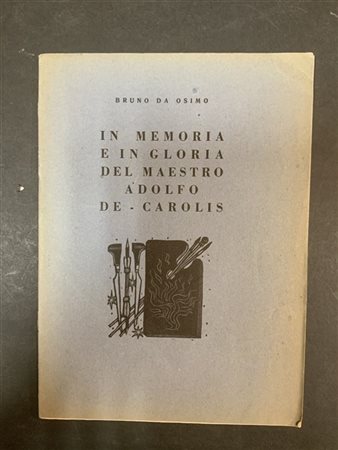 BRUNO DA OSIMO
IN MEMORIA
E IN GLORIA
DEL MAESTRO
ADOLFO
DE - CAROLIS